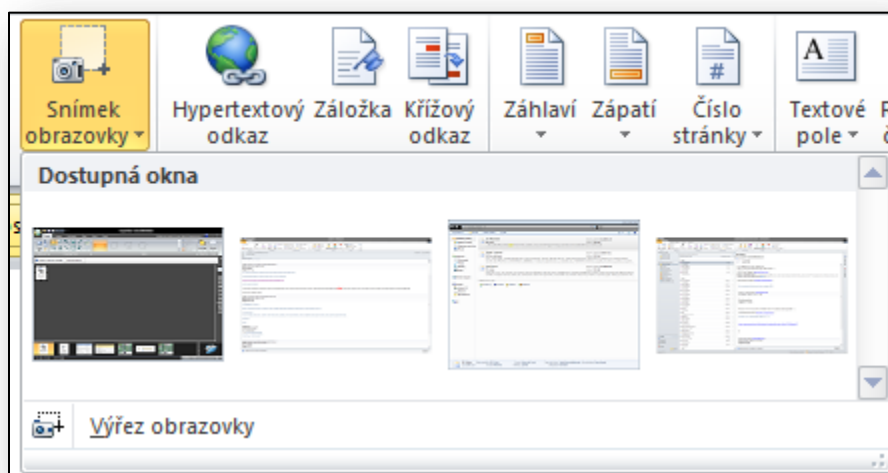 Snímek
obrazovky
Hypertextový
odkaz
Záložka
Křížový
odkaz
Záhlaví
Zápatí
Číslo
stránky
Textové
pole
Dostupná okna
Výřez obrazovky